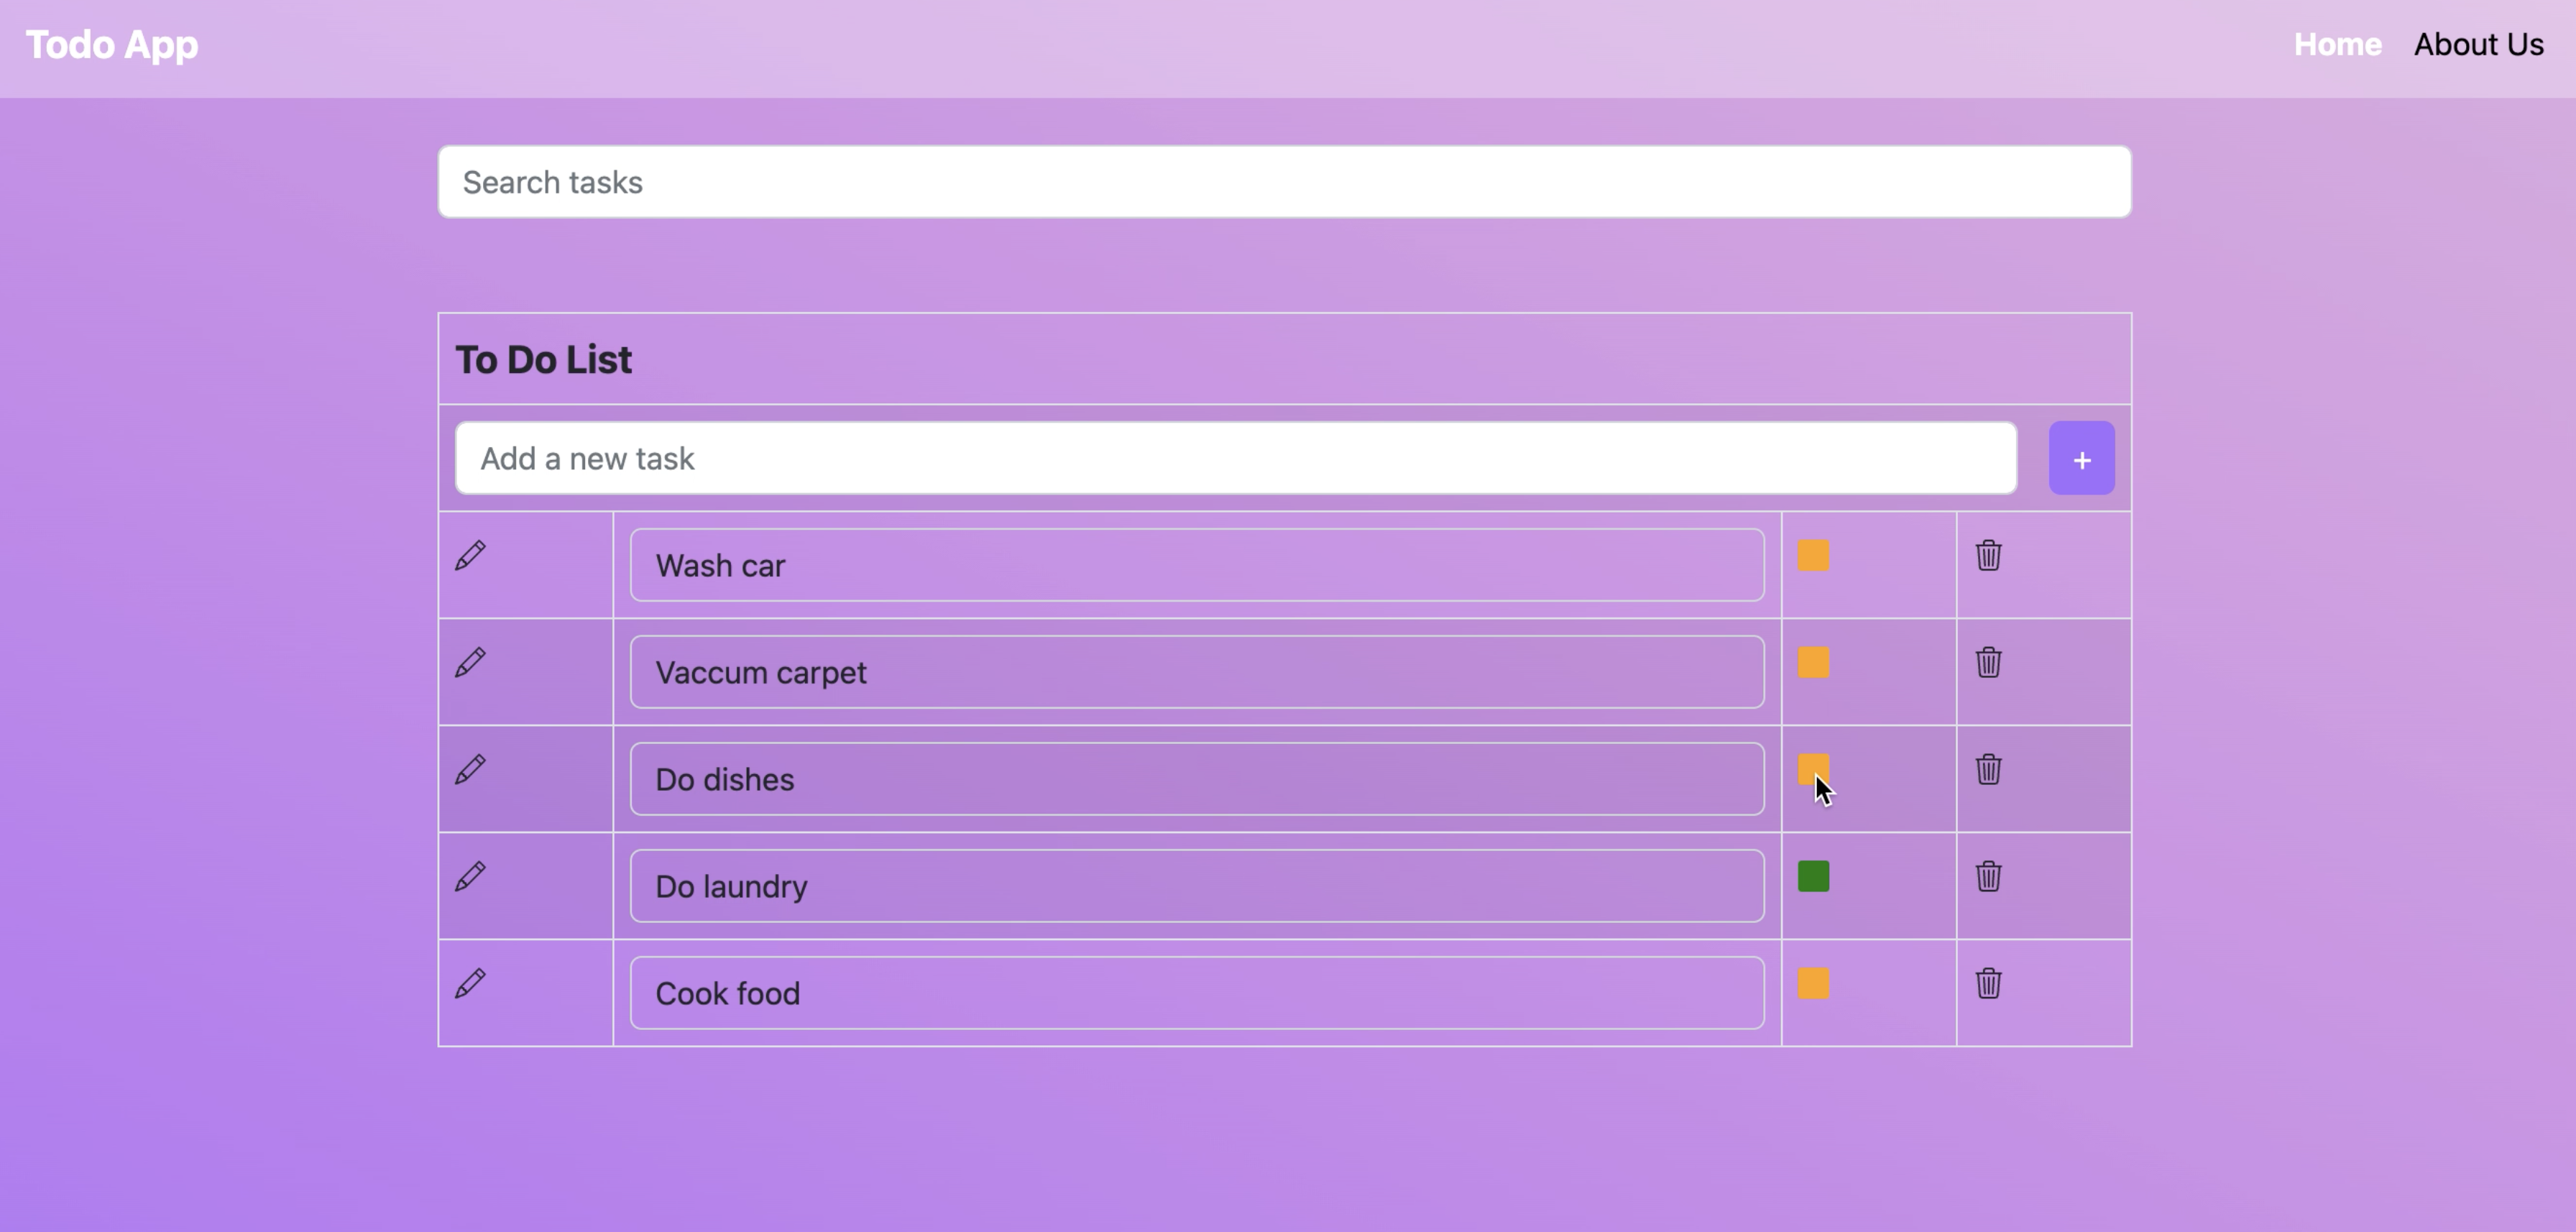 Todo App
Home About Us
Search tasks
To Do List
Add a new task
+
Wash car
Vaccum carpet
Do dishes
Do laundry
Cook food